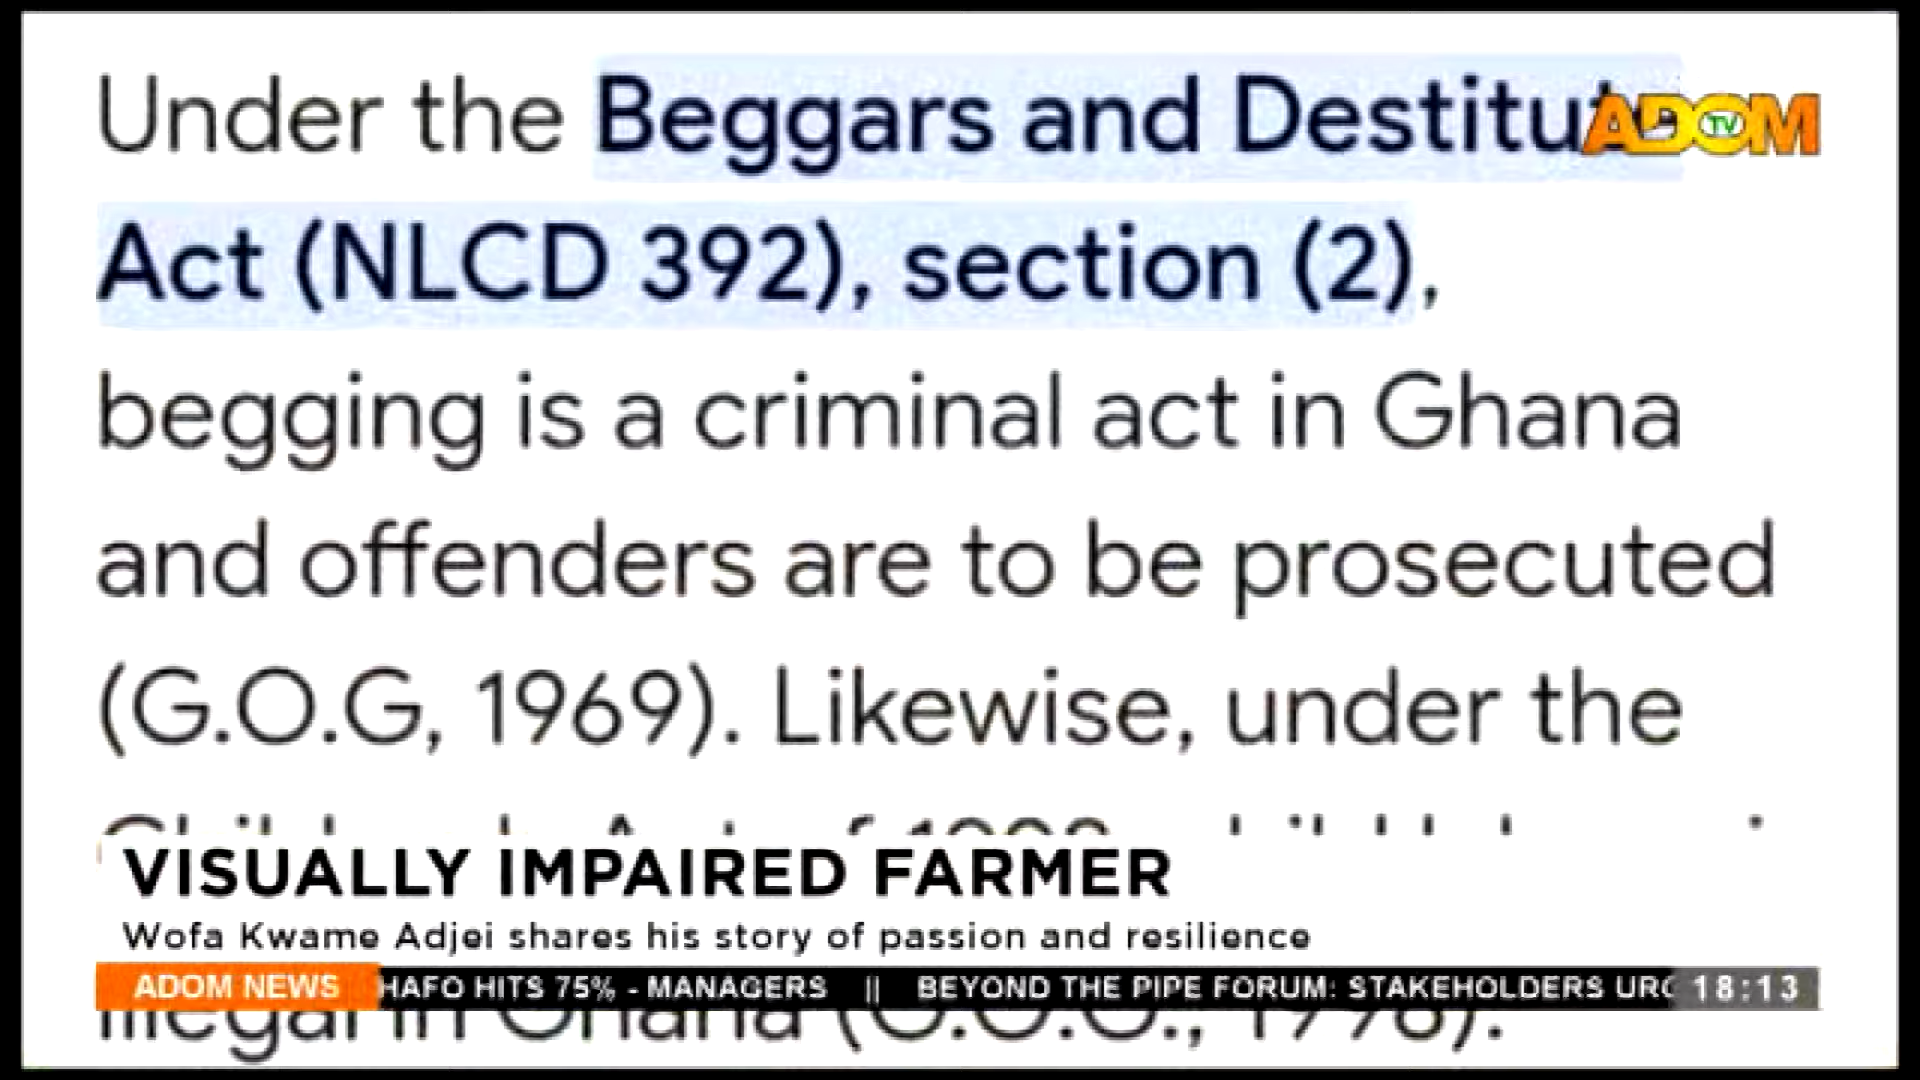 Under the Beggars and
ADOM
TV
Act (NLCD 392), section (2),
begging is a criminal act in Ghana
and offenders are to be prosecuted
(G.O.G, 1969). Likewise, under the
VISUALLY IMPAIRED FARMER
Wofa Kwame Adjei shares his story of passion and resilience
ADOM NEWS HAFO HITS 75% - MANAGERS || BEYOND THE PIPE FORUM: STAKEHOLDERS 18:13
in Ghana